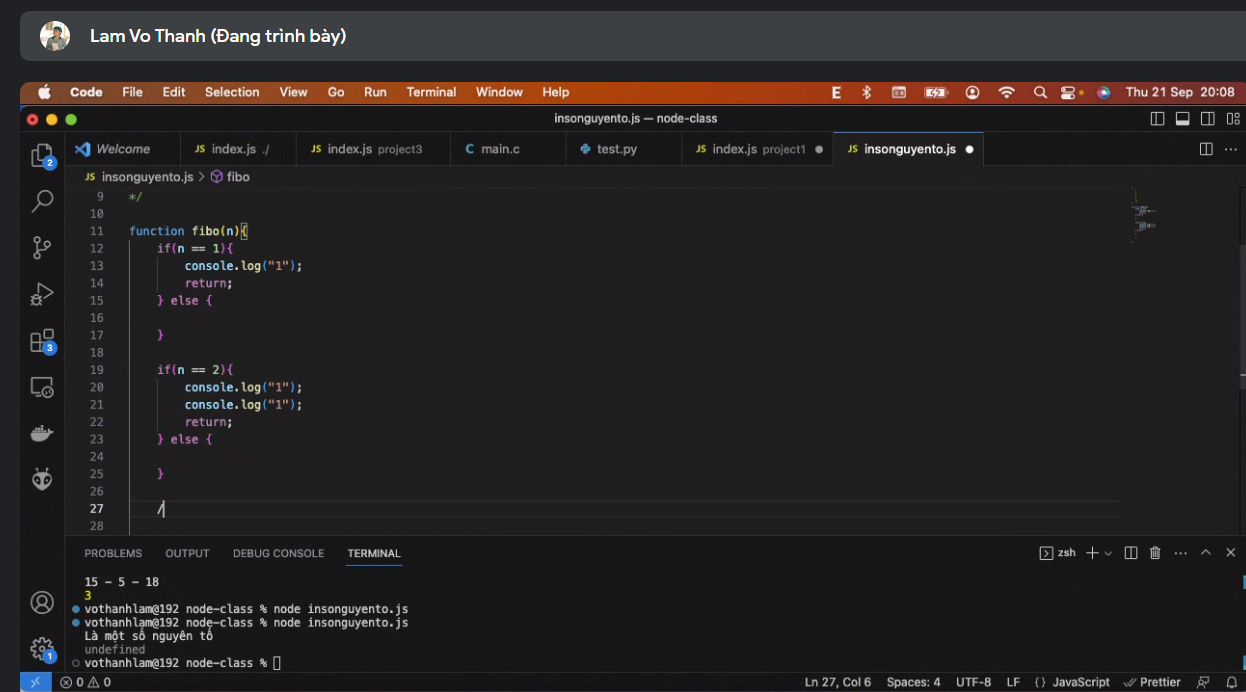 Lam Vo Thanh (Đang trình bày)
Code File Edit Selection View Go Run Terminal Window Help E Thu 21 Sep 20:08
insonguyento.js — node-class
Welcome JS index.js ./ JS index.js project3 C main.c test.py JS index.js project1 JS insonguyento.js
JS insonguyento.js > fibo
9 */
10
11 function fibo(n){
12 if(n == 1){
13 console.log("1");
14 return;
15 } else {
16
17 }
18
19 if(n == 2){
20 console.log("1");
21 console.log("1");
22 return;
23 } else {
24
25 }
26
27 /
28
2
3
1
PROBLEMS OUTPUT DEBUG CONSOLE TERMINAL zsh
15 – 5 – 18
3
vothanhlam@192 node-class % node insonguyento.js
vothanhlam@192 node-class % node insonguyento.js
Là một số nguyên tố
undefined
vothanhlam@192 node-class %
0 0 Ln 27, Col 6 Spaces: 4 UTF-8 LF {} JavaScript Prettier